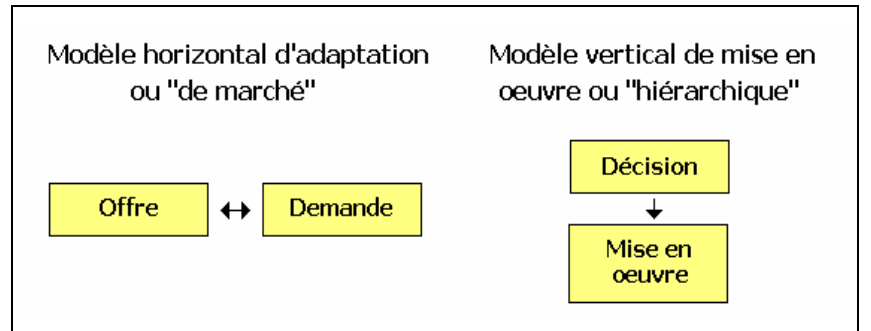 Modèle horizontal d'adaptation
ou "de marché"
Offre
Demande
Modèle vertical de mise en
oeuvre ou "hiérarchique"
Décision
Mise en
oeuvre